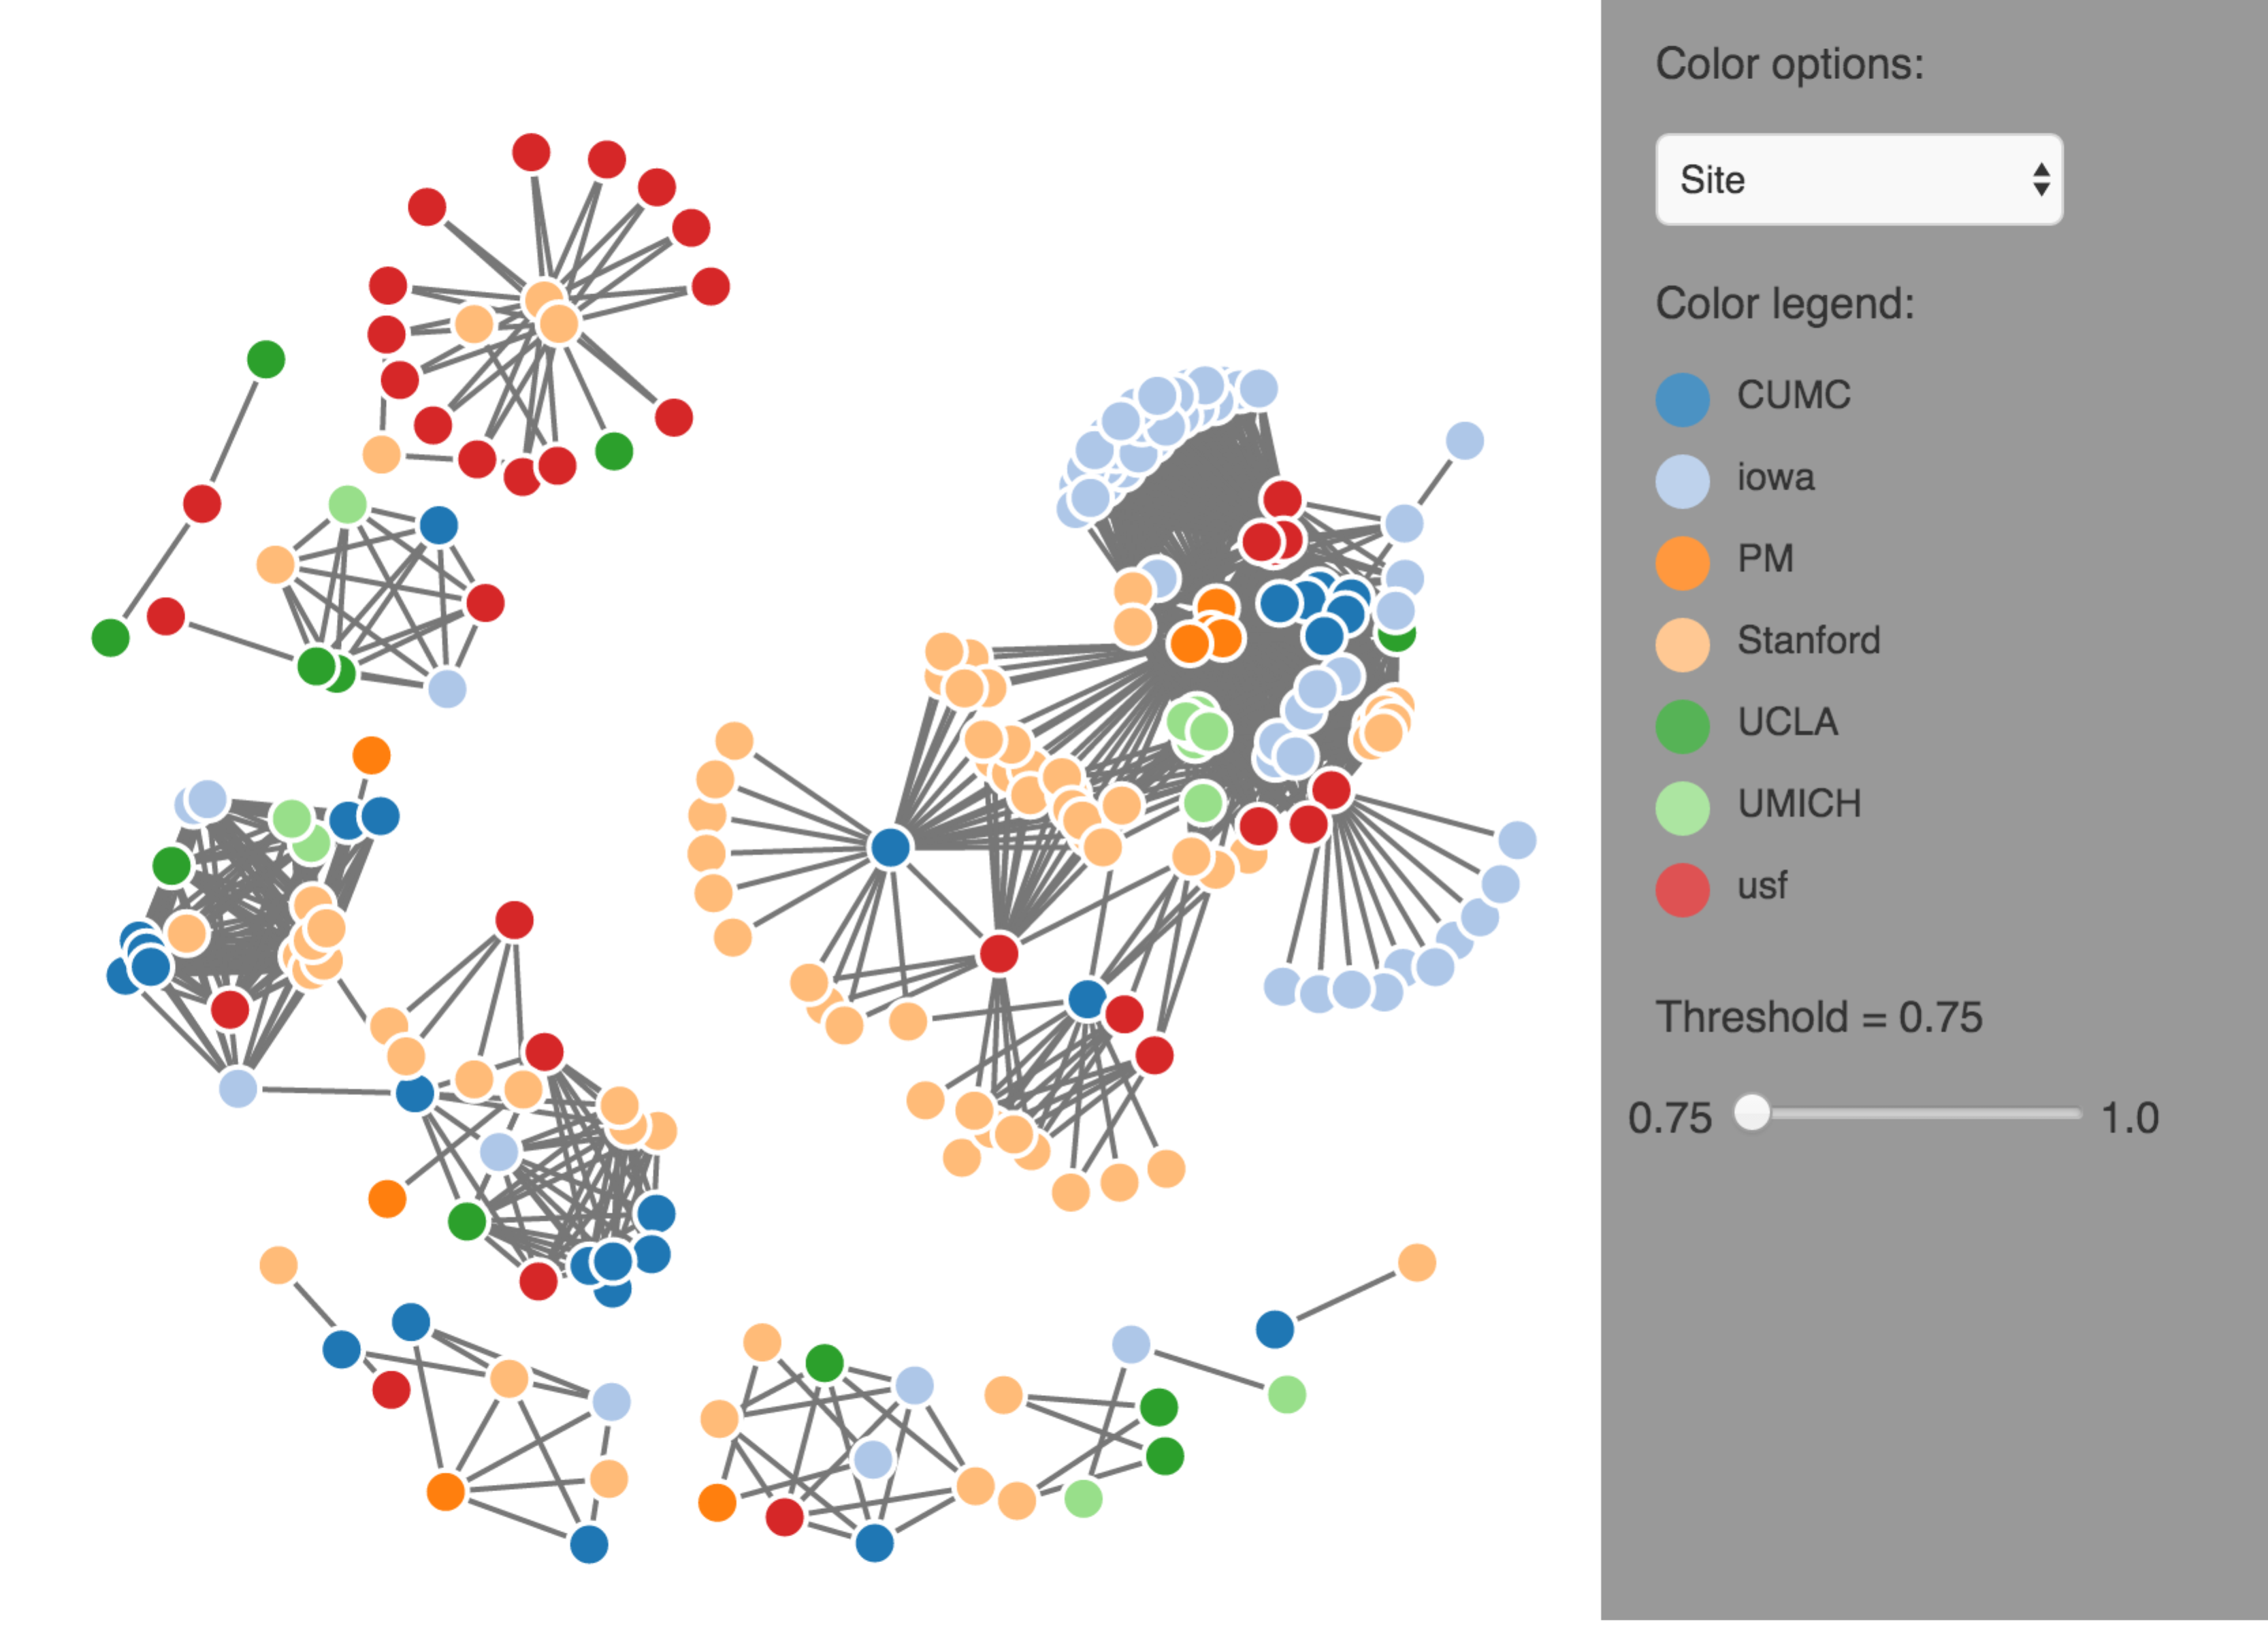 Color options:
Site
Color legend:
CUMC
iowa
PM
Stanford
UCLA
UMICH
usf
Threshold = 0.75
0.75 1.0